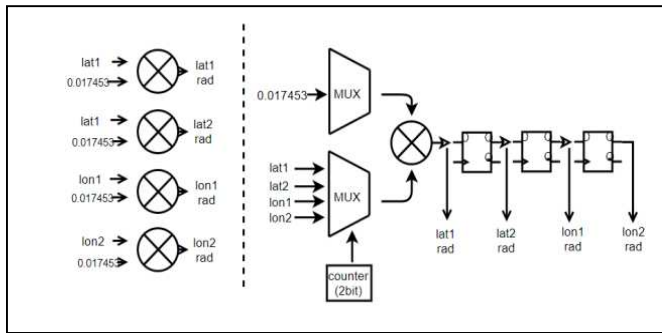 lat1
0.017453
lat1
rad
lat1
0.017453
lat2
rad
lon1
0.017453
lon1
rad
lon2
0.017453
lon2
rad
0.017453
MUX
lat1
lat2
lon1
lon2
MUX
counter
(2bit)
lat1
rad
lat2
rad
lon1
rad
lon2
rad